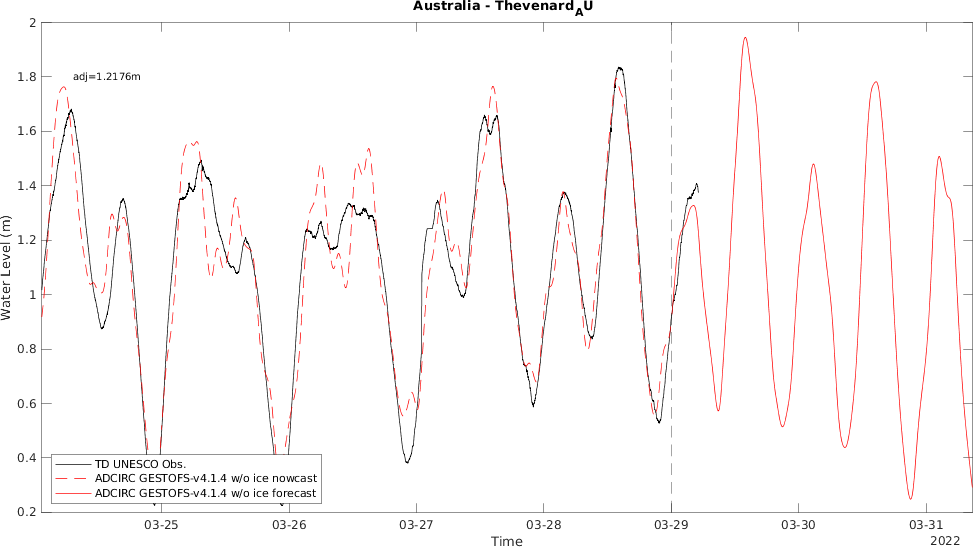 Australia - Thevenard_AU
adj=1.2176m
Water Level (m)
2
1.8
1.6
1.4
1.2
1
0.8
0.6
0.4
0.2
TD UNESCO Obs.
ADCIRC GESTOFS-v4.1.4 w/o ice nowcast
ADCIRC GESTOFS-v4.1.4 w/o ice forecast
03-25
03-26
03-27
03-28
03-29
03-30
03-31
Time
2022